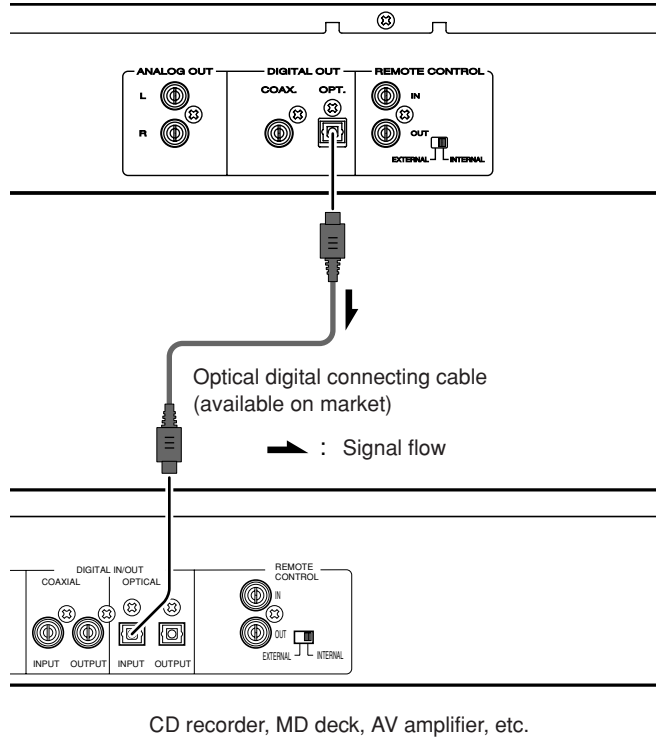 ANALOG OUT
L
R
DIGITAL OUT
COAX. OPT.
REMOTE CONTROL
IN
OUT
EXTERNAL INTERNAL
Optical digital connecting cable
(available on market)
: Signal flow
DIGITAL IN/OUT
COAXIAL OPTICAL
INPUT OUTPUT INPUT OUTPUT
REMOTE
CONTROL
IN
OUT
EXTERNAL INTERNAL
CD recorder, MD deck, AV amplifier, etc.